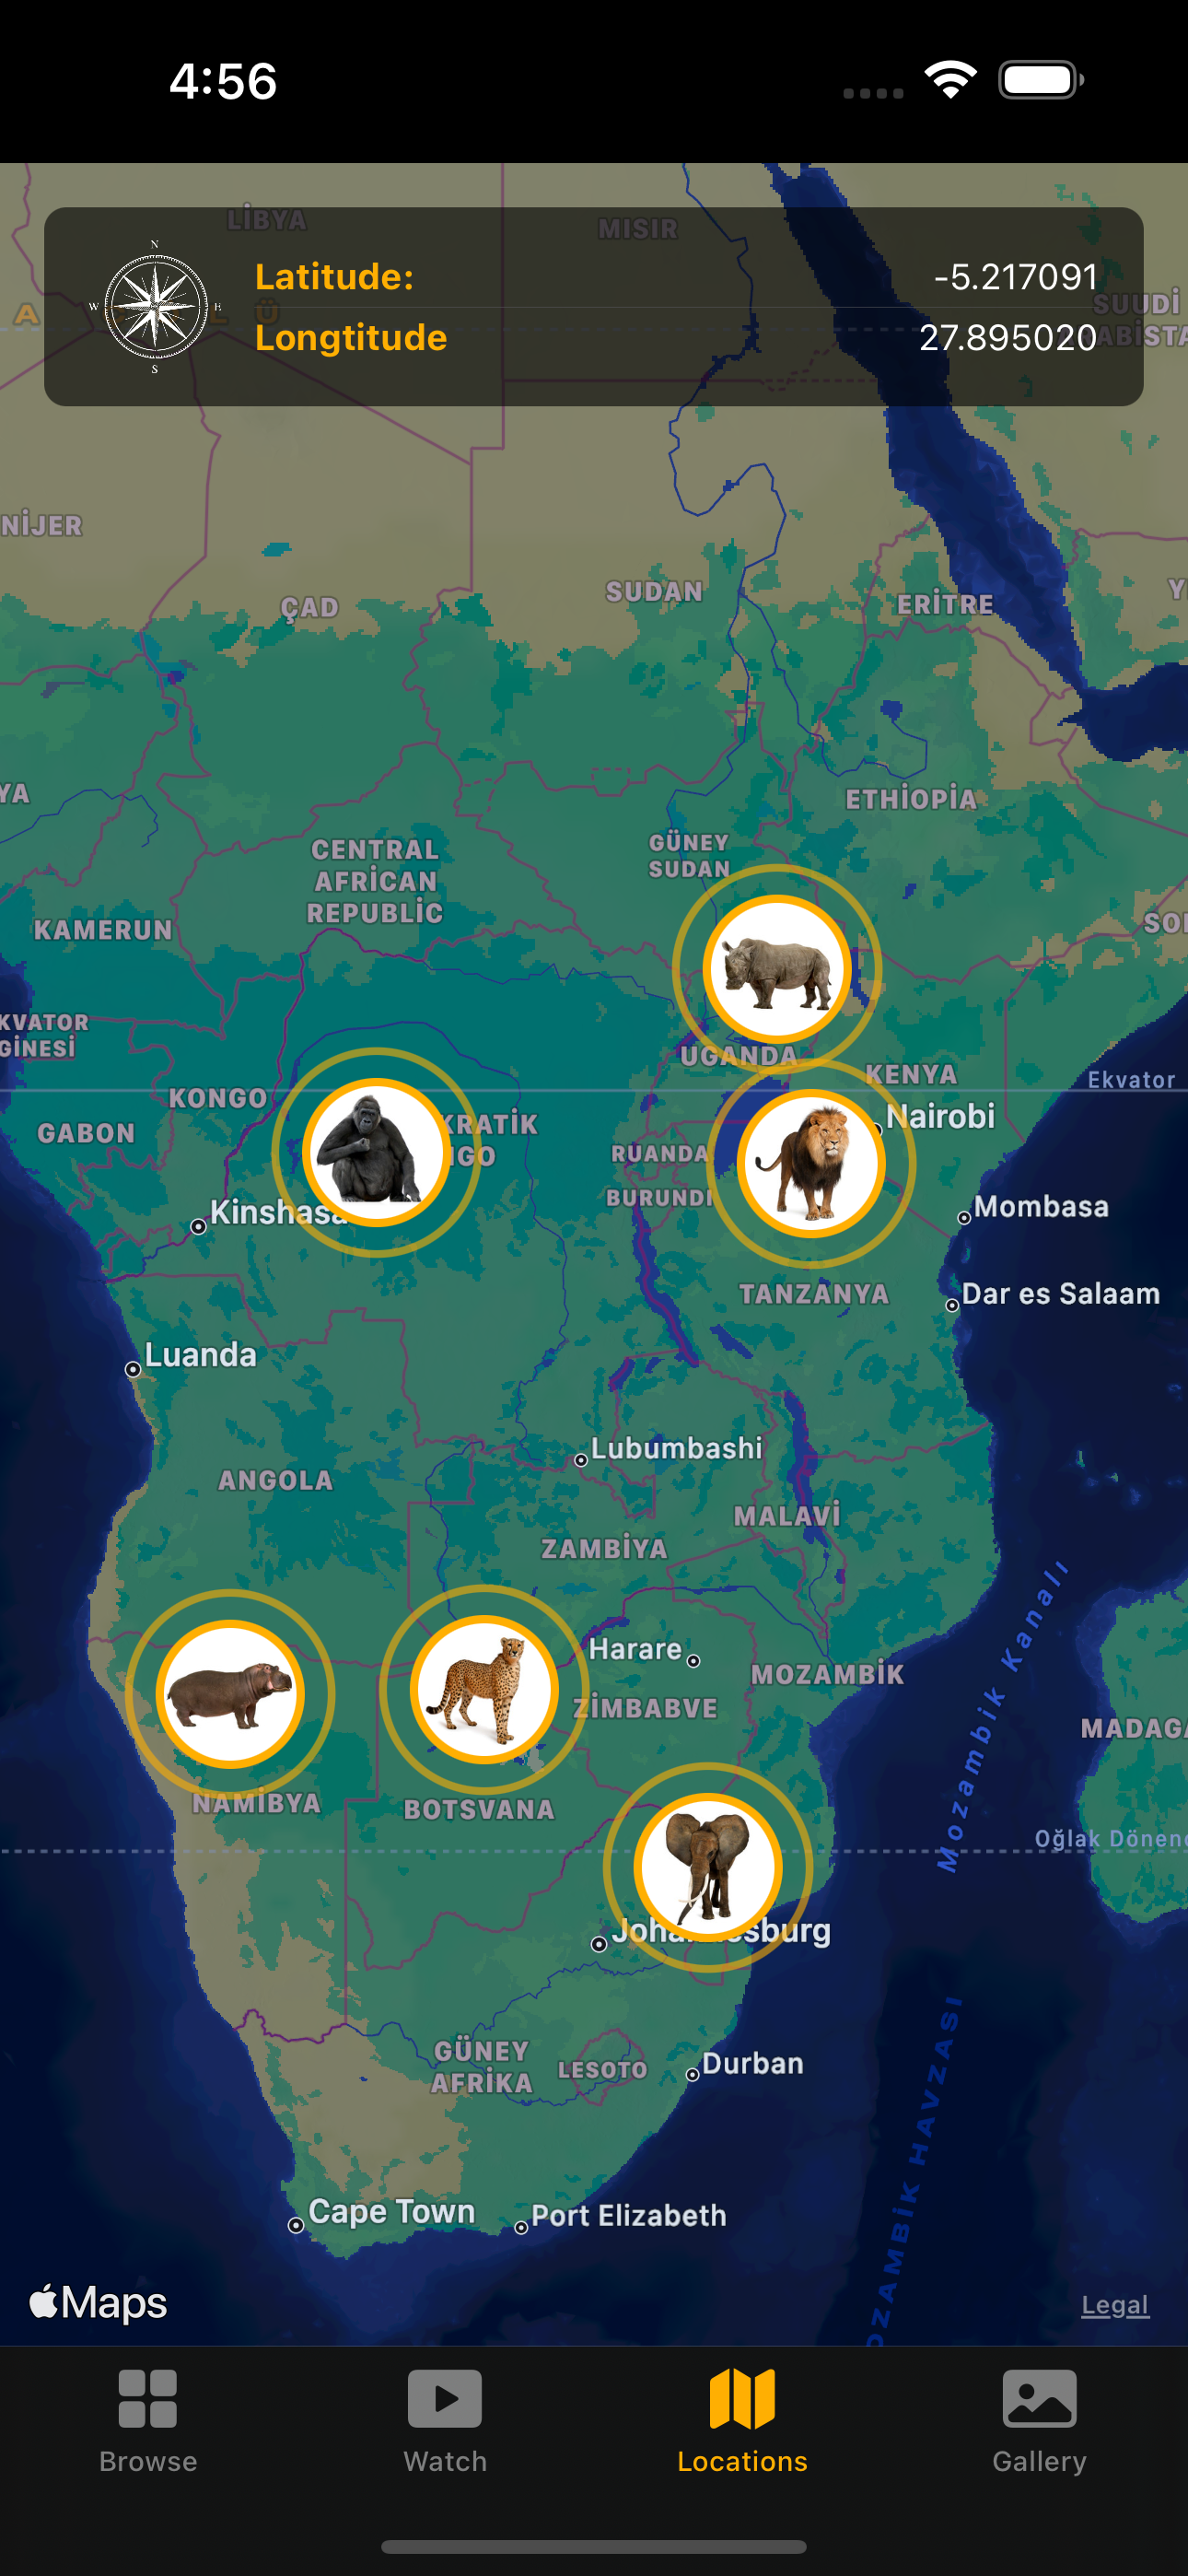 4:56
LİBYA
MISIR
N
W
E
S
Latitude:
-5.217091
SUUDİ
Longtitude
27.895020
NİJER
ÇAD
SUDAN
ERİTRE
ETHİOPİA
GÜNEY
SUDAN
CENTRAL
AFRİCAN
REPUBLİC
KAMERUN
UGANDA
KENYA
Ekvator
KONGO
GABON
Nairobi
RUANDA
BURUNDİ
Kinshasa
Mombasa
TANZANYA
Dar es Salaam
Luanda
Lubumbashi
ANGOLA
MALAVİ
ZAMBİYA
Mozambik Kanalı
Harare
MOZAMBİK
ZİMBABVE
NAMİBYA
BOTSVANA
Oğlak Dönenc
Johannesburg
GÜNEY
AFRİKA
LESOTO
Durban
Cape Town
Port Elizabeth
OZAMBİK HAVZASI
Maps
Legal
Browse
Watch
Locations
Gallery